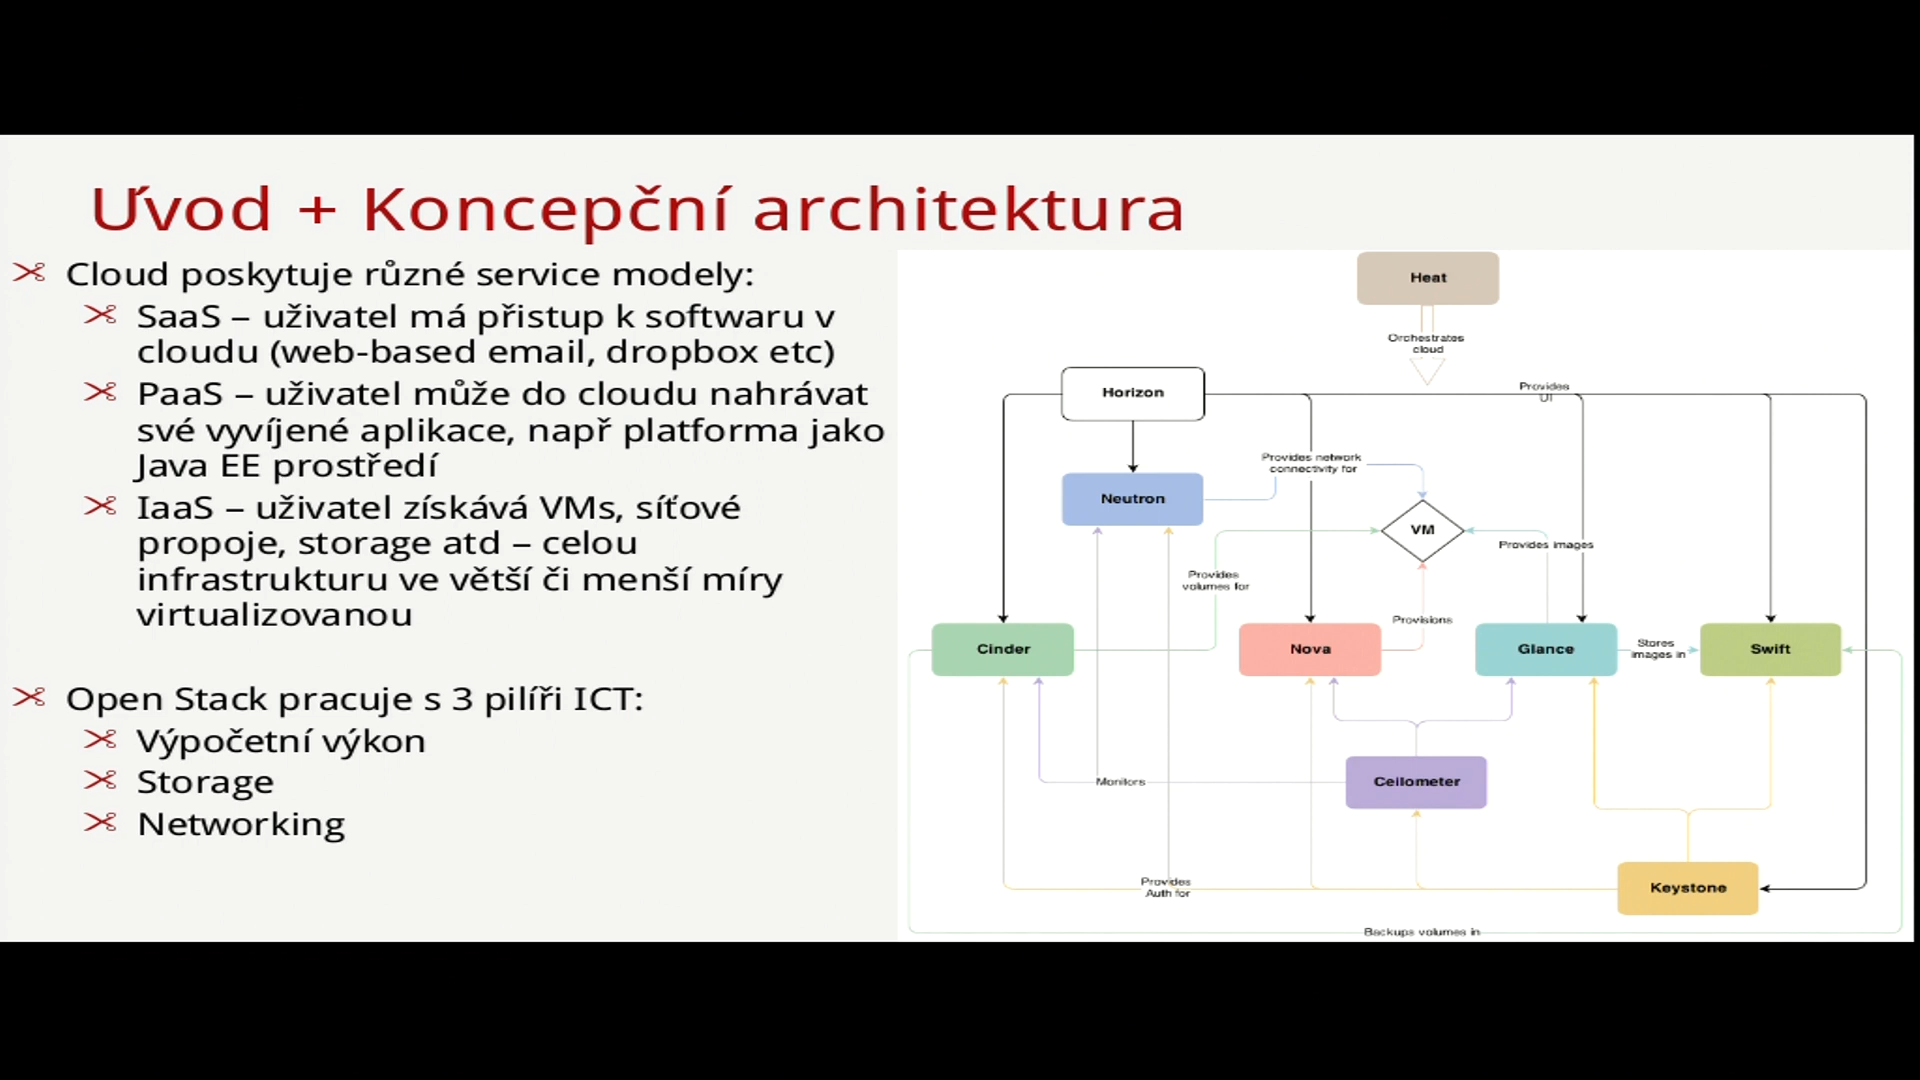 Úvod + Koncepční architektura
Cloud poskytuje různé service modely:
SaaS – uživatel má přistup k softwaru v
cloudu (web-based email, dropbox etc)
PaaS – uživatel může do cloudu nahrávat
své vyvíjené aplikace, např platforma jako
Java EE prostředí
IaaS – uživatel získává VMs, síťové
propoje, storage atd – celou
infrastrukturu ve větší či menší míry
virtualizovanou
Open Stack pracuje s 3 pilíři ICT:
Výpočetní výkon
Storage
Networking
Heat
Orchestrates
cloud
Horizon
Provides
UI
Neutron
Provides network
connectivity for
VM
Provides images
Provides
volumes for
Provisions
Cinder
Nova
Glance
Stores
images in
Swift
Monitors
Ceilometer
Provides
Auth for
Keystone
Backups volumes in